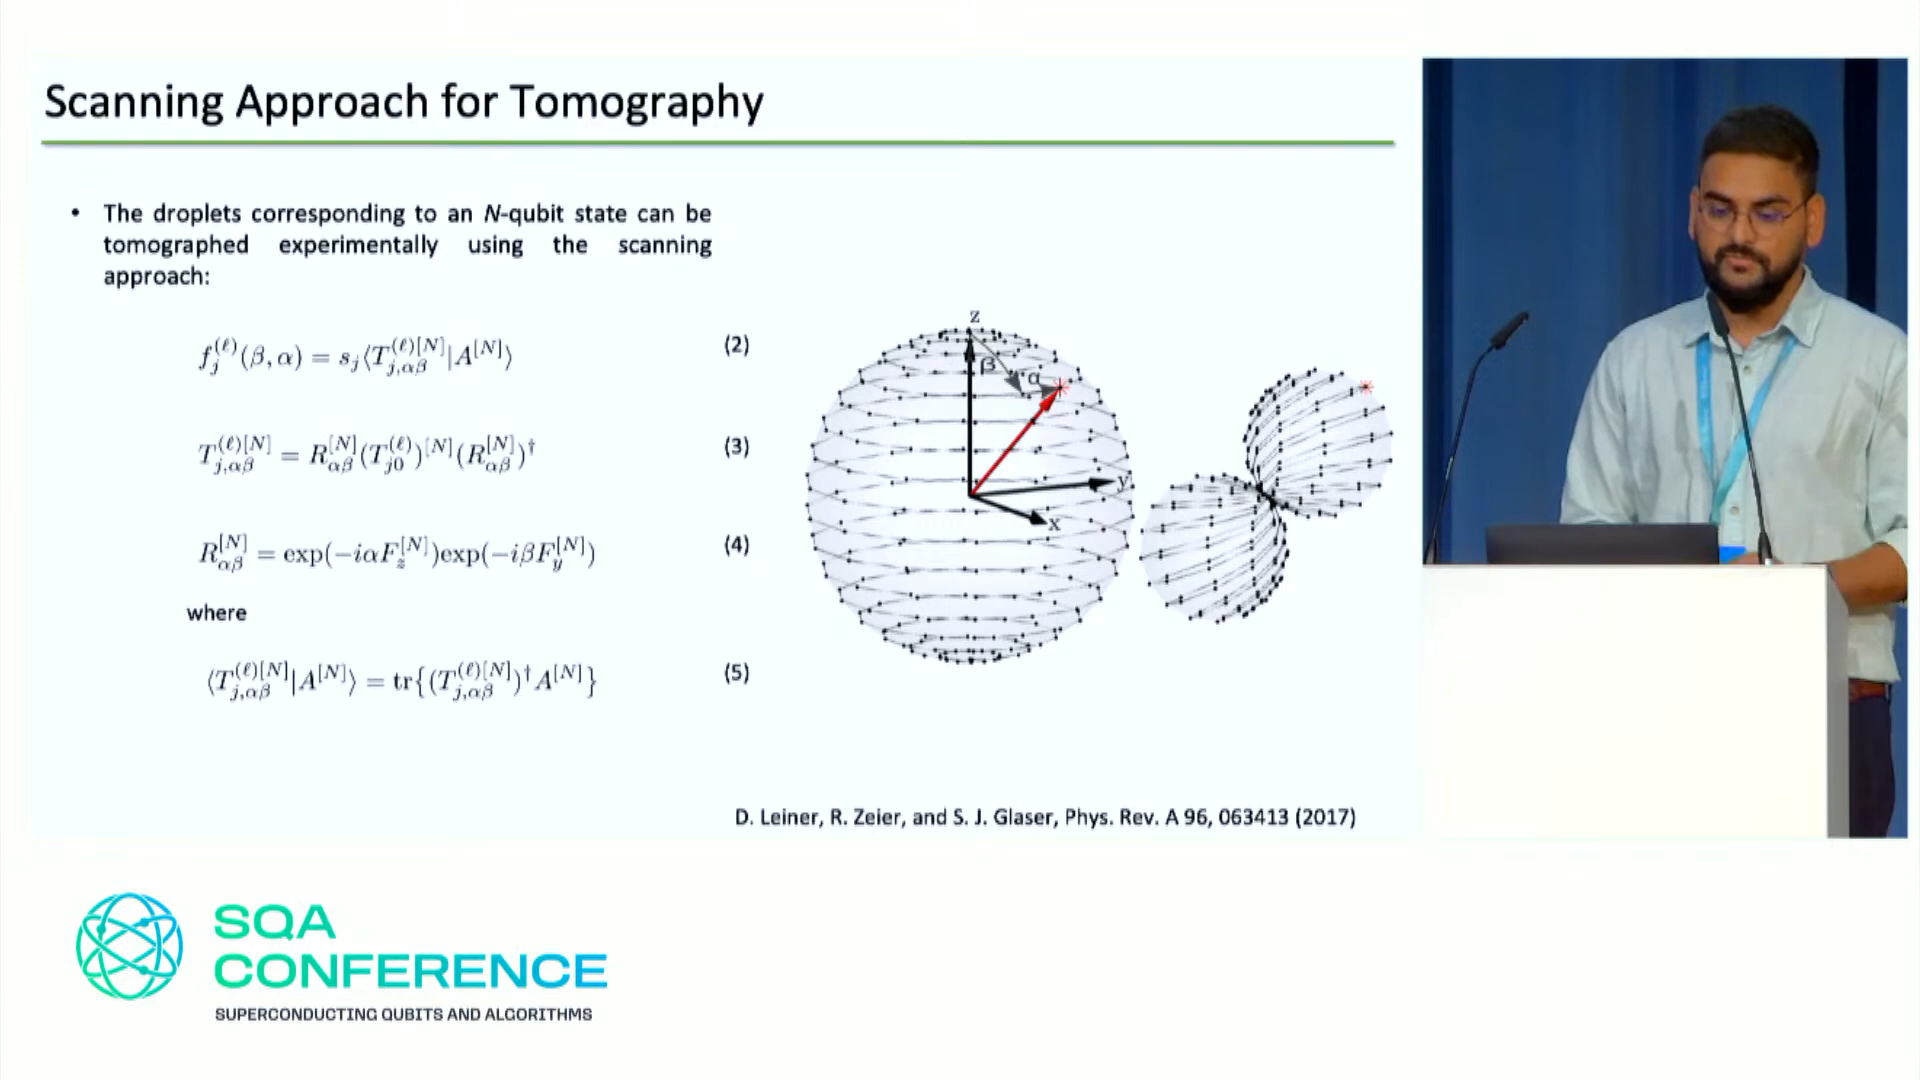 Scanning Approach for Tomography
• The droplets corresponding to an N-qubit state can be
tomographed experimentally using the scanning
approach:
f_j^{(ℓ)}(β, α) = s_j⟨T_{j,αβ}^{(ℓ)[N]}|A^{[N]}⟩ (2)
T_{j,αβ}^{(ℓ)[N]} = R_{αβ}^{[N]}(T_{j0}^{(ℓ)})^{[N]}(R_{αβ}^{[N]})^† (3)
R_{αβ}^{[N]} = exp(−iαF_z^{[N]})exp(−iβF_y^{[N]}) (4)
where
⟨T_{j,αβ}^{(ℓ)[N]}|A^{[N]}⟩ = tr{(T_{j,αβ}^{(ℓ)[N]})^†A^{[N]}} (5)
z
β
α
y
x
D. Leiner, R. Zeier, and S. J. Glaser, Phys. Rev. A 96, 063413 (2017)
SQA
CONFERENCE
SUPERCONDUCTING QUBITS AND ALGORITHMS